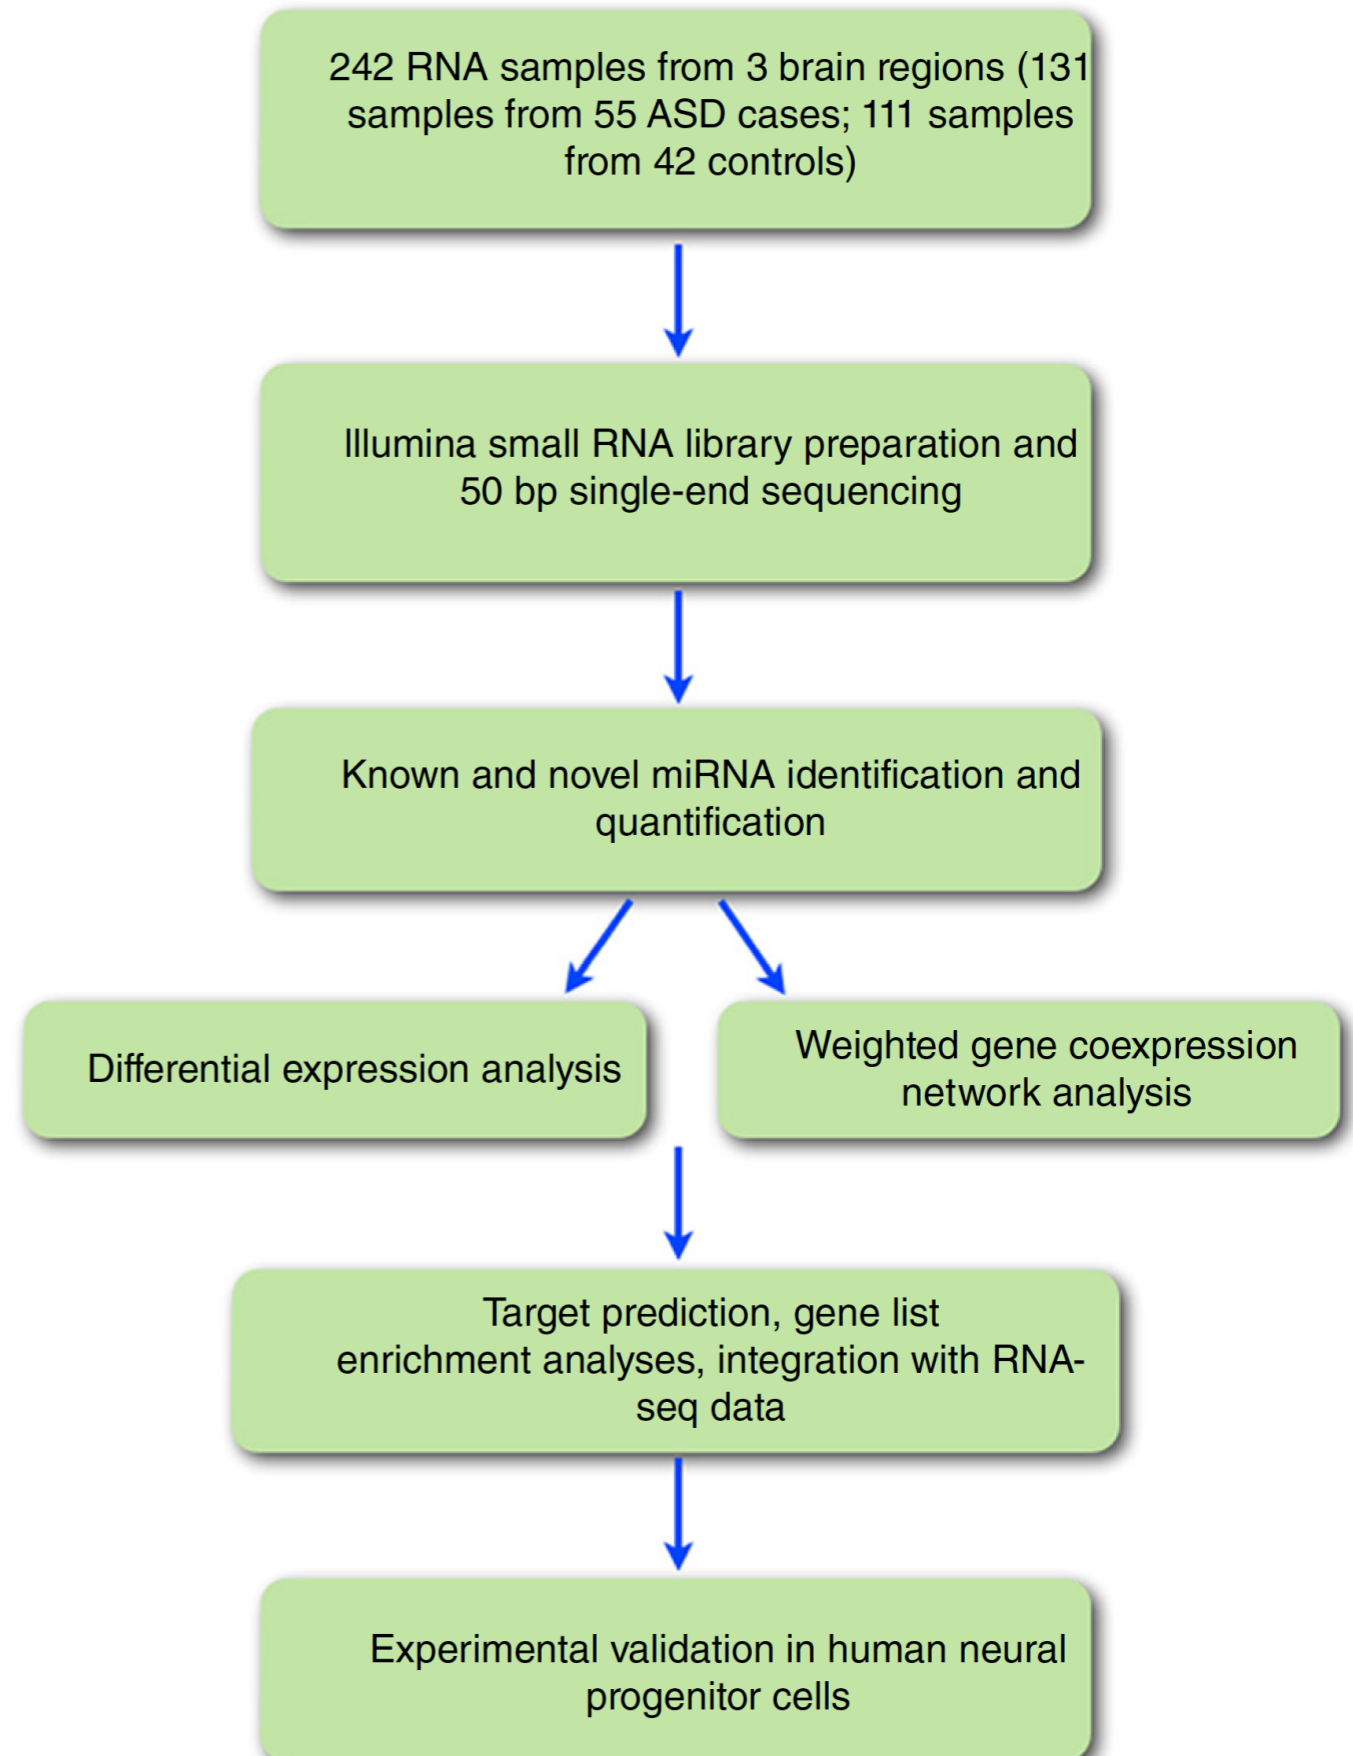 242 RNA samples from 3 brain regions (131
samples from 55 ASD cases; 111 samples
from 42 controls)
Illumina small RNA library preparation and
50 bp single-end sequencing
Known and novel miRNA identification and
quantification
Differential expression analysis
Weighted gene coexpression
network analysis
Target prediction, gene list
enrichment analyses, integration with RNA-
seq data
Experimental validation in human neural
progenitor cells